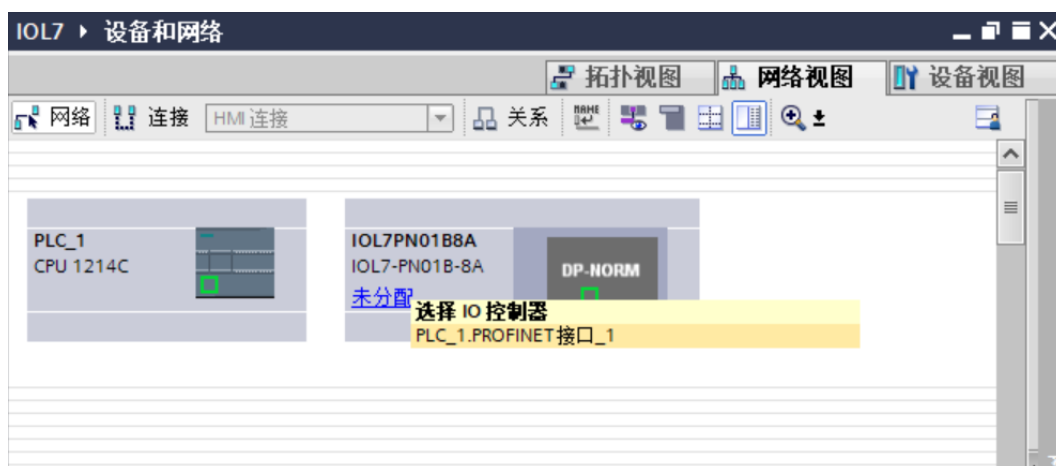 IOL7 ▸ 设备和网络
拓扑视图 网络视图 设备视图
网络 连接 HMI 连接 关系
PLC_1
CPU 1214C
IOL7PN01B8A
IOL7-PN01B-8A
未分配
DP-NORM
选择 IO 控制器
PLC_1.PROFINET接口_1